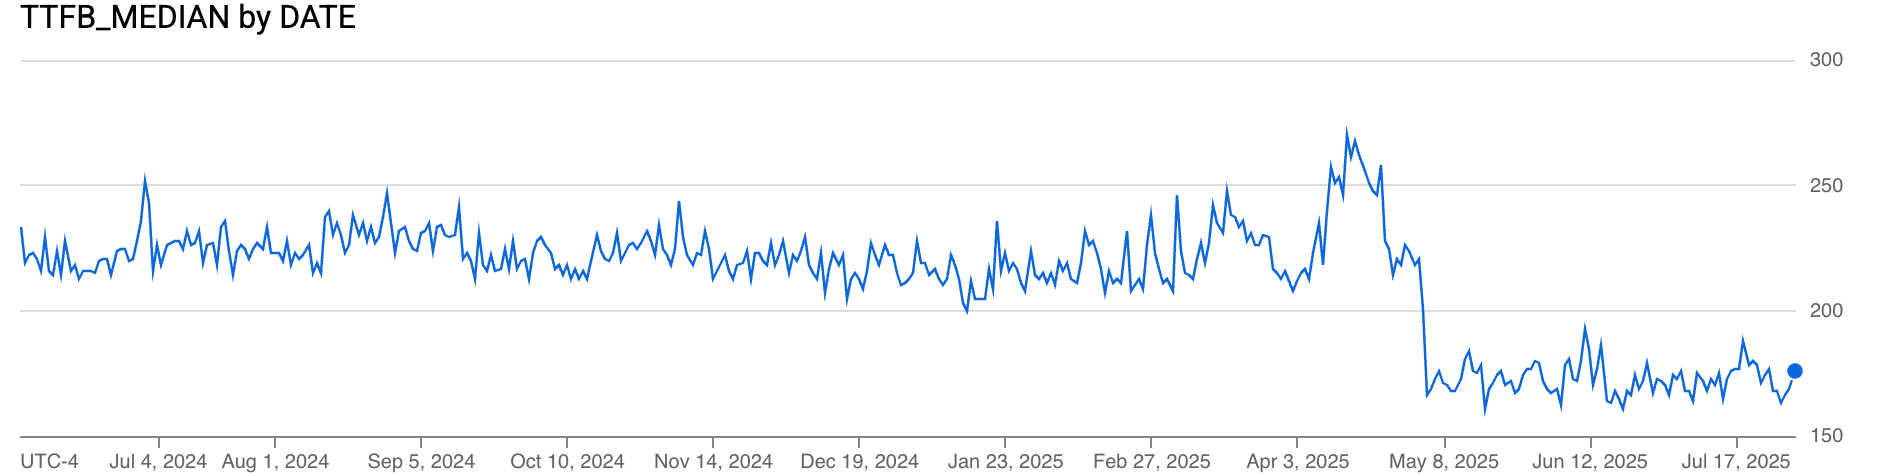 TTFB_MEDIAN by DATE
300
250
200
150
UTC-4 Jul 4, 2024 Aug 1, 2024 Sep 5, 2024 Oct 10, 2024 Nov 14, 2024 Dec 19, 2024 Jan 23, 2025 Feb 27, 2025 Apr 3, 2025 May 8, 2025 Jun 12, 2025 Jul 17, 2025